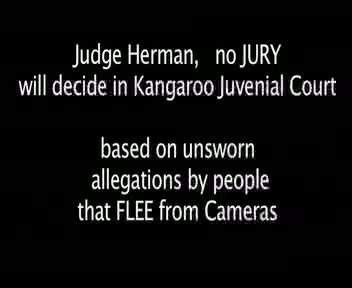 Judge Herman, no JURY
will decide in Kangaroo Juvenial Court
based on unsworn
allegations by people
that FLEE from Cameras